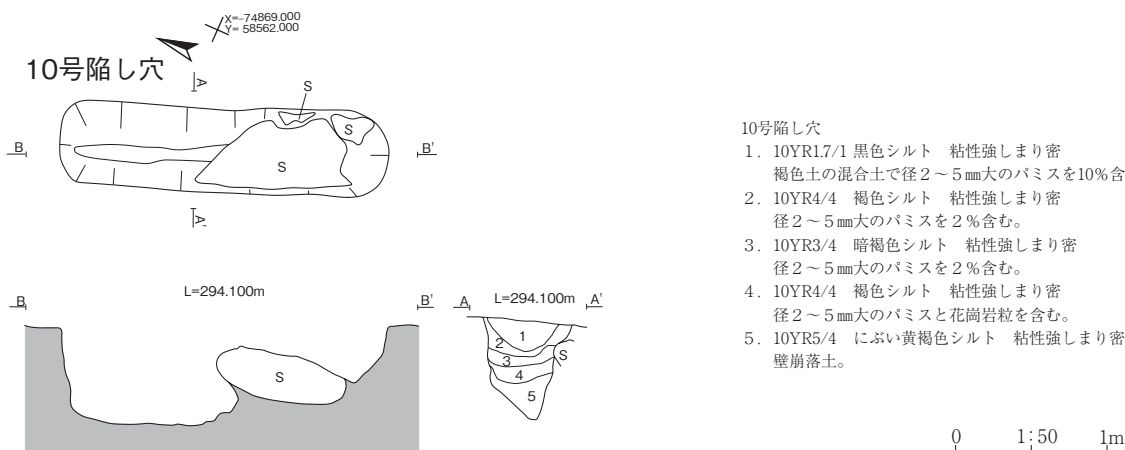 X=-74869.000
Y= 58562.000
10号陥し穴
A
S
S
B
S
B'
A'
B
L=294.100m
B'
A
L=294.100m
A'
S
1
2
3
S
4
5
10号陥し穴
1. 10YR1.7/1 黒色シルト 粘性強しまり密
褐色土の混合土で径2~5㎜大のパミスを10%含
2. 10YR4/4 褐色シルト 粘性強しまり密
径2~5㎜大のパミスを2%含む。
3. 10YR3/4 暗褐色シルト 粘性強しまり密
径2~5㎜大のパミスを2%含む。
4. 10YR4/4 褐色シルト 粘性強しまり密
径2~5㎜大のパミスと花崗岩粒を含む。
5. 10YR5/4 にぶい黄褐色シルト 粘性強しまり密
壁崩落土。
0 1:50 1m